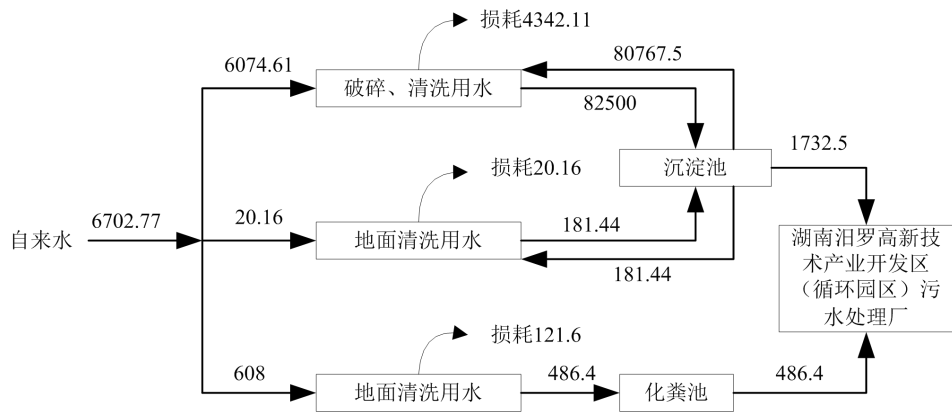 损耗4342.11
6074.61
80767.5
破碎、清洗用水
82500
1732.5
沉淀池
损耗20.16
6702.77
20.16
181.44
自来水
地面清洗用水
181.44
湖南汨罗高新技
术产业开发区
（循环园区）污
水处理厂
损耗121.6
608
486.4
486.4
地面清洗用水
化粪池